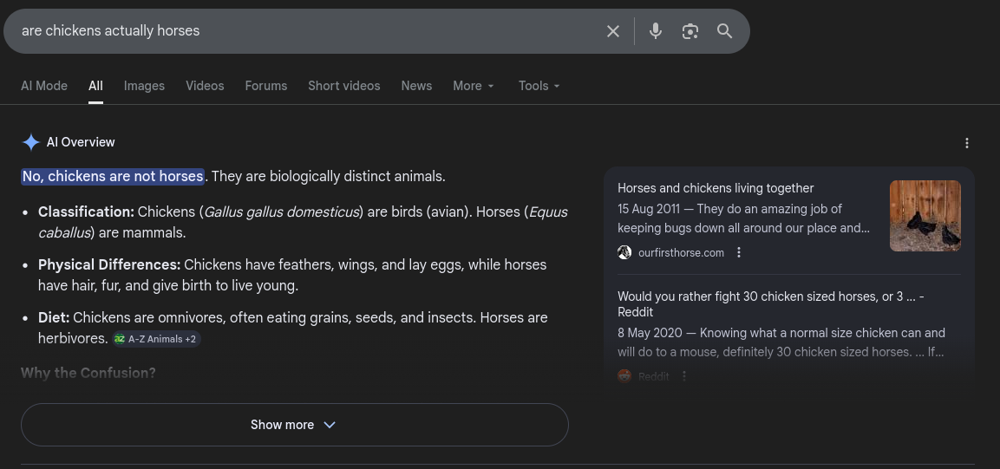 are chickens actually horses
AI Mode
All
Images
Videos
Forums
Short videos
News
More
Tools
AI Overview
No, chickens are not horses. They are biologically distinct animals.
• Classification: Chickens (Gallus gallus domesticus) are birds (avian). Horses (Equus
caballus) are mammals.
• Physical Differences: Chickens have feathers, wings, and lay eggs, while horses
have hair, fur, and give birth to live young.
• Diet: Chickens are omnivores, often eating grains, seeds, and insects. Horses are
herbivores. az A-Z Animals +2
Why the Confusion?
Show more
Horses and chickens living together
15 Aug 2011 — They do an amazing job of
keeping bugs down all around our place and...
ourfirsthorse.com
Would you rather fight 30 chicken sized horses, or 3 ... -
Reddit
8 May 2020 — Knowing what a normal size chicken can and
will do to a mouse, definitely 30 chicken sized horses. ... If...
Reddit